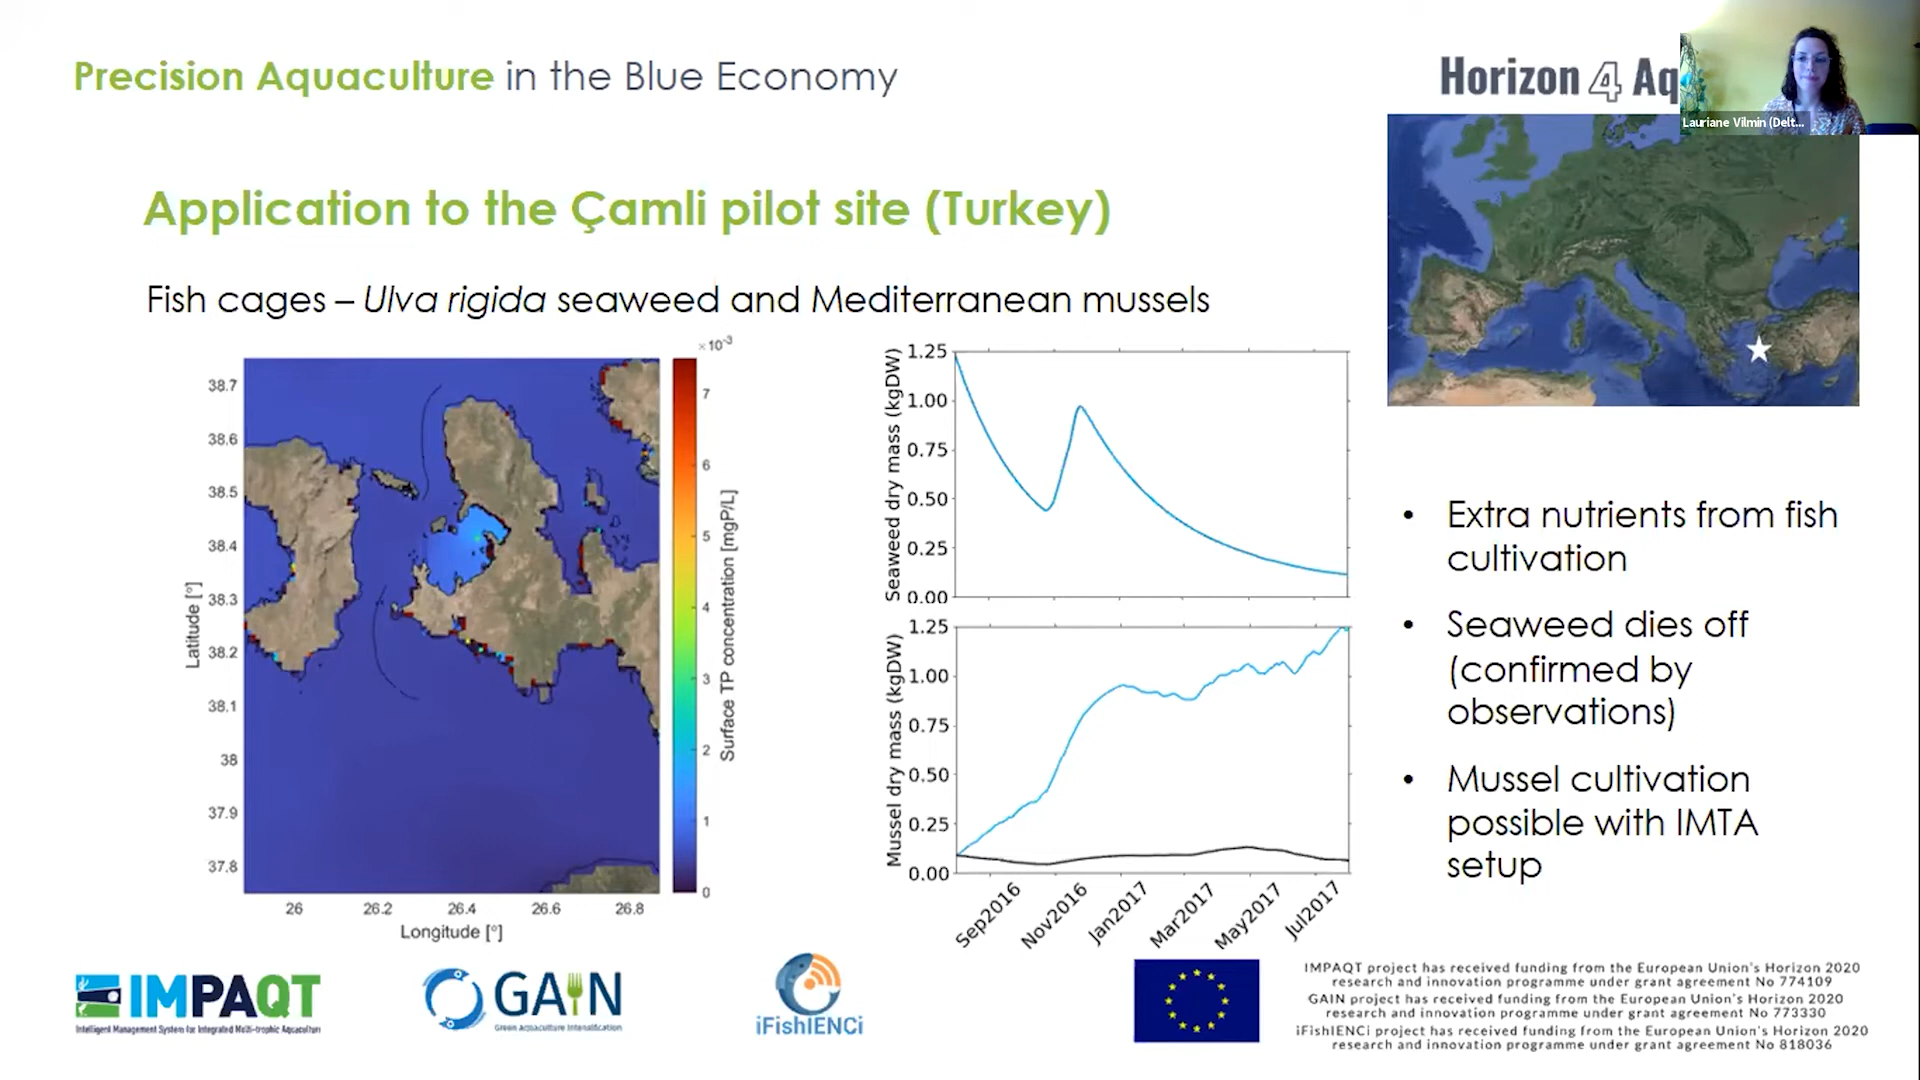 Precision Aquaculture in the Blue Economy
Horizon 4 Aq
Lauriane Vilmin (Delt...
Application to the Çamli pilot site (Turkey)
Fish cages – Ulva rigida seaweed and Mediterranean mussels
×10⁻³
38.7
38.6
38.5
38.4
38.3
38.2
38.1
38
37.9
37.8
Latitude [°]
26
26.2
26.4
26.6
26.8
Longitude [°]
7
6
5
4
3
2
1
0
Surface TP concentration [mgP/L]
1.25
1.00
0.75
0.50
0.25
0.00
Seaweed dry mass (kgDW)
1.25
1.00
0.75
0.50
0.25
0.00
Mussel dry mass (kgDW)
Sep2016
Nov2016
Jan2017
Mar2017
May2017
Jul2017
• Extra nutrients from fish
cultivation
• Seaweed dies off
(confirmed by
observations)
• Mussel cultivation
possible with IMTA
setup
IMPAQT
Intelligent Management System for Integrated Multi-trophic Aquaculture
GAIN
Green Aquaculture Intensification
iFishIENCi
IMPAQT project has received funding from the European Union's Horizon 2020
research and innovation programme under grant agreement No 774109
GAIN project has received funding from the European Union's Horizon 2020
research and innovation programme under grant agreement No 773330
iFishIENCi project has received funding from the European Union's Horizon 2020
research and innovation programme under grant agreement No 818036